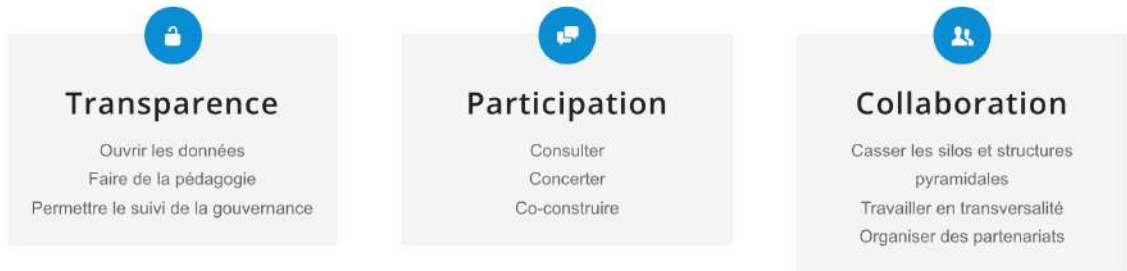 Transparence
Ouvrir les données
Faire de la pédagogie
Permettre le suivi de la gouvernance
Participation
Consulter
Concerter
Co-construire
Collaboration
Casser les silos et structures
pyramidales
Travailler en transversalité
Organiser des partenariats